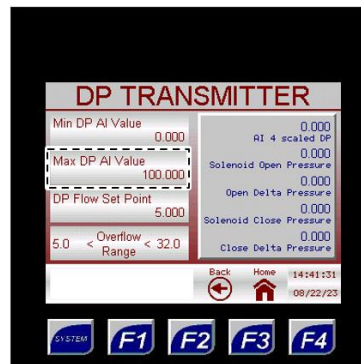 DP TRANSMITTER
Min DP AI Value
0.000
Max DP AI Value
100.000
DP Flow Set Point
5.000
5.0 < Overflow Range < 32.0
0.000
AI 4 scaled DP
0.000
Solenoid Open Pressure
0.000
Open Delta Pressure
0.000
Solenoid Close Pressure
0.000
Close Delta Pressure
Back
Home
14:41:31
08/22/23
SYSTEM
F1
F2
F3
F4